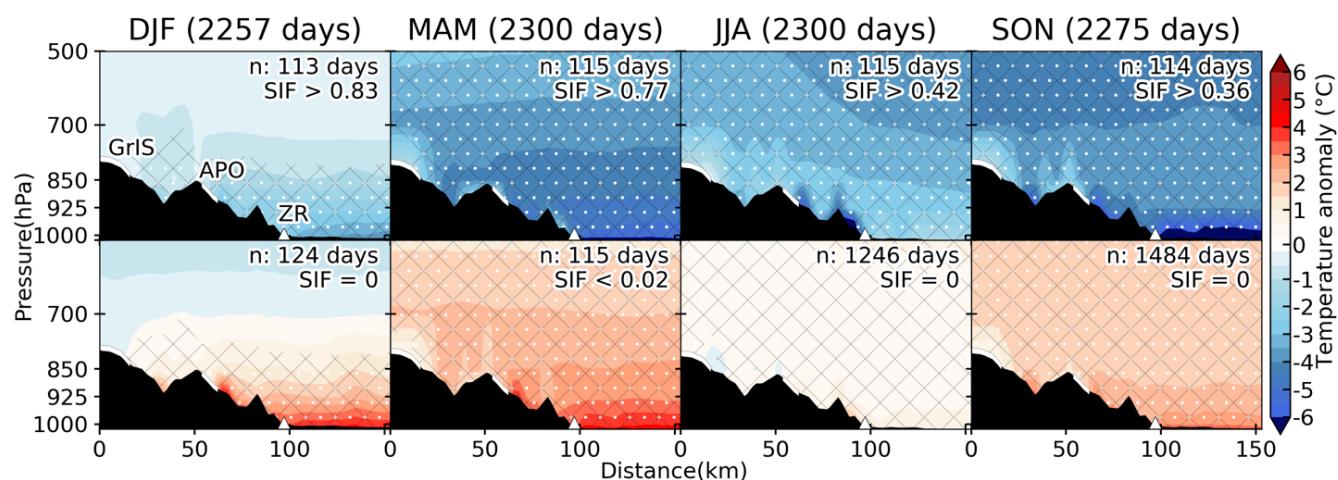 DJF (2257 days) MAM (2300 days) JJA (2300 days) SON (2275 days)
500
n: 113 days n: 115 days n: 115 days n: 114 days
SIF > 0.83 SIF > 0.77 SIF > 0.42 SIF > 0.36
700
GrIS
APO
850
925
ZR
1000
n: 124 days n: 115 days n: 1246 days n: 1484 days
SIF = 0 SIF < 0.02 SIF = 0 SIF = 0
700
850
925
1000
0 50 100 0 50 100 0 50 100 0 50 100 150
Pressure(hPa)
Distance(km)
6
5
4
3
2
1
0
-1
-2
-3
-4
-5
-6
Temperature anomaly (°C)